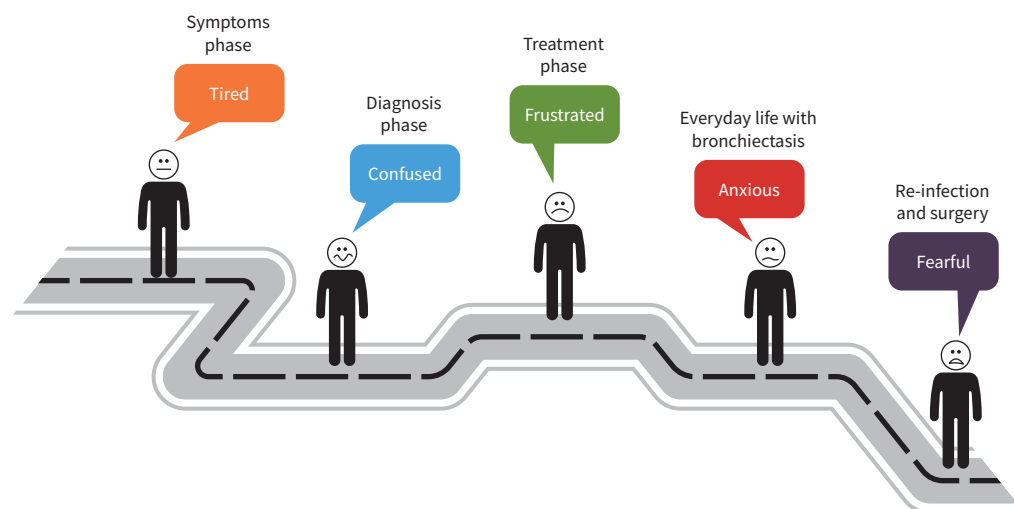 Symptoms
phase
Tired
Diagnosis
phase
Confused
Treatment
phase
Frustrated
Everyday life with
bronchiectasis
Anxious
Re-infection
and surgery
Fearful